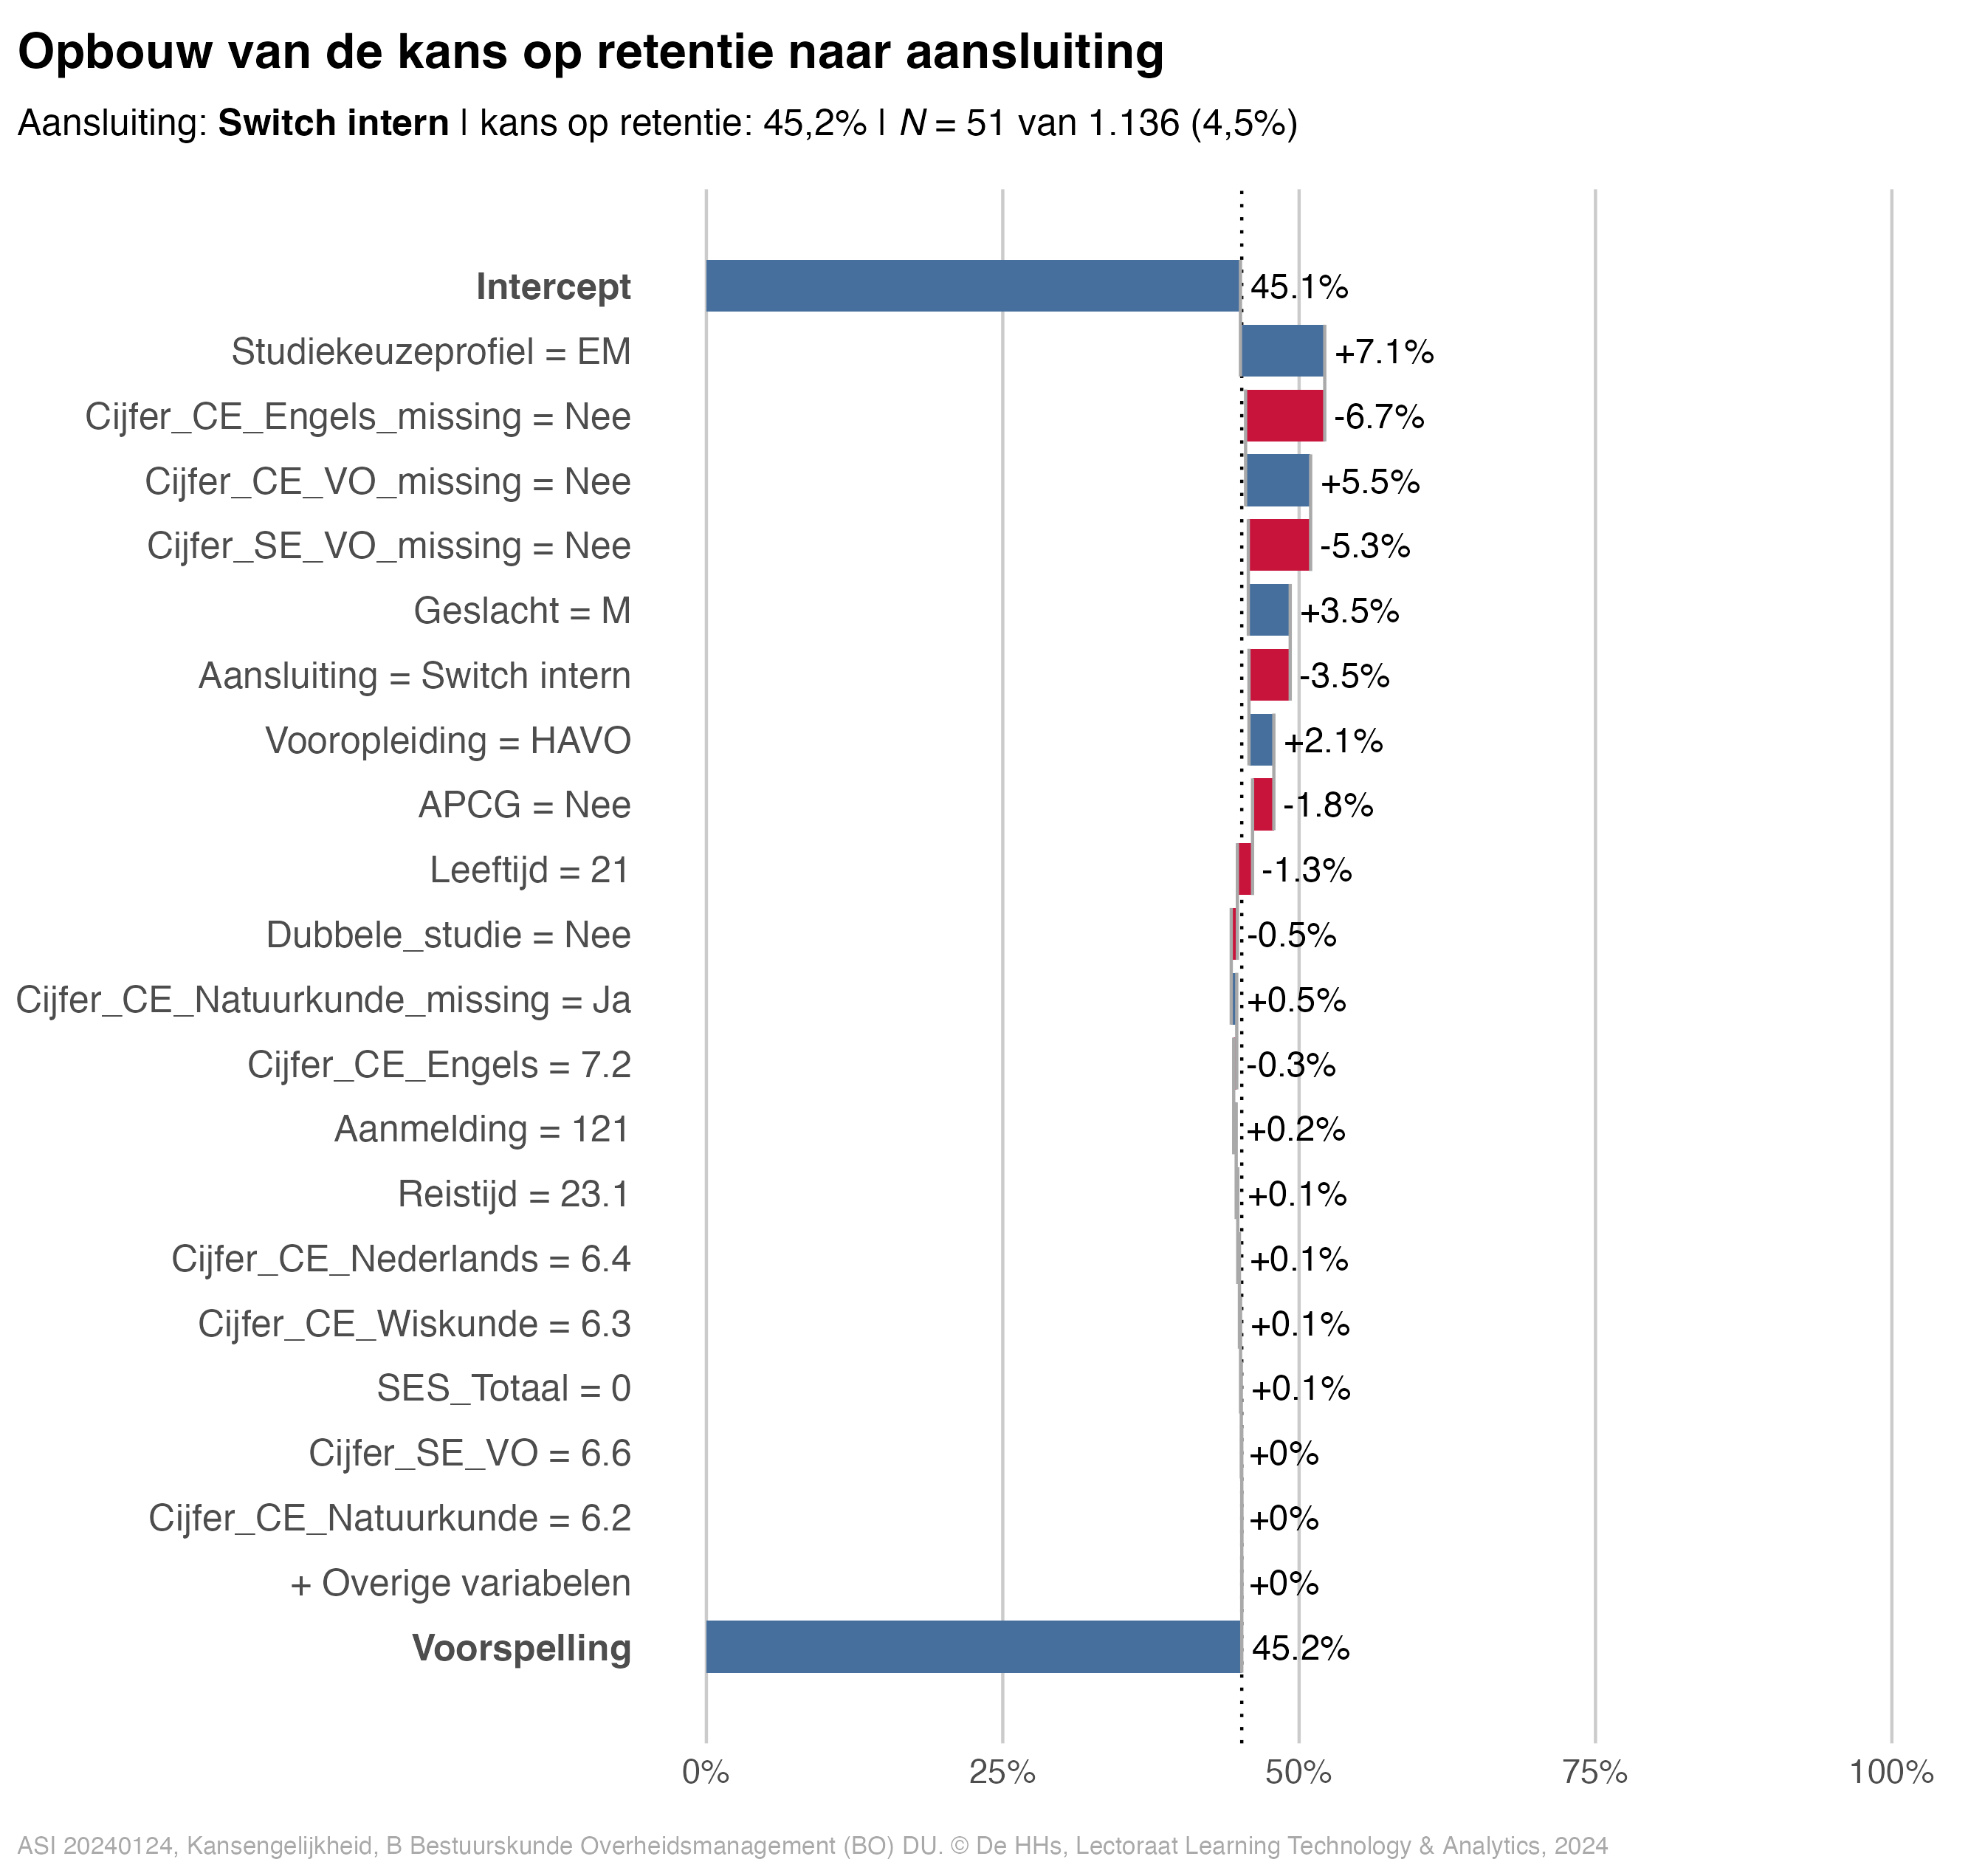 Opbouw van de kans op retentie naar aansluiting
Aansluiting: Switch intern | kans op retentie: 45,2% | N = 51 van 1.136 (4,5%)
Intercept 45.1%
Studiekeuzeprofiel = EM +7.1%
Cijfer_CE_Engels_missing = Nee -6.7%
Cijfer_CE_VO_missing = Nee +5.5%
Cijfer_SE_VO_missing = Nee -5.3%
Geslacht = M +3.5%
Aansluiting = Switch intern -3.5%
Vooropleiding = HAVO +2.1%
APCG = Nee -1.8%
Leeftijd = 21 -1.3%
Dubbele_studie = Nee -0.5%
Cijfer_CE_Natuurkunde_missing = Ja +0.5%
Cijfer_CE_Engels = 7.2 -0.3%
Aanmelding = 121 +0.2%
Reistijd = 23.1 +0.1%
Cijfer_CE_Nederlands = 6.4 +0.1%
Cijfer_CE_Wiskunde = 6.3 +0.1%
SES_Totaal = 0 +0.1%
Cijfer_SE_VO = 6.6 +0%
Cijfer_CE_Natuurkunde = 6.2 +0%
+ Overige variabelen +0%
Voorspelling 45.2%
0% 25% 50% 75% 100%
ASI 20240124, Kansengelijkheid, B Bestuurskunde Overheidsmanagement (BO) DU. © De HHs, Lectoraat Learning Technology & Analytics, 2024